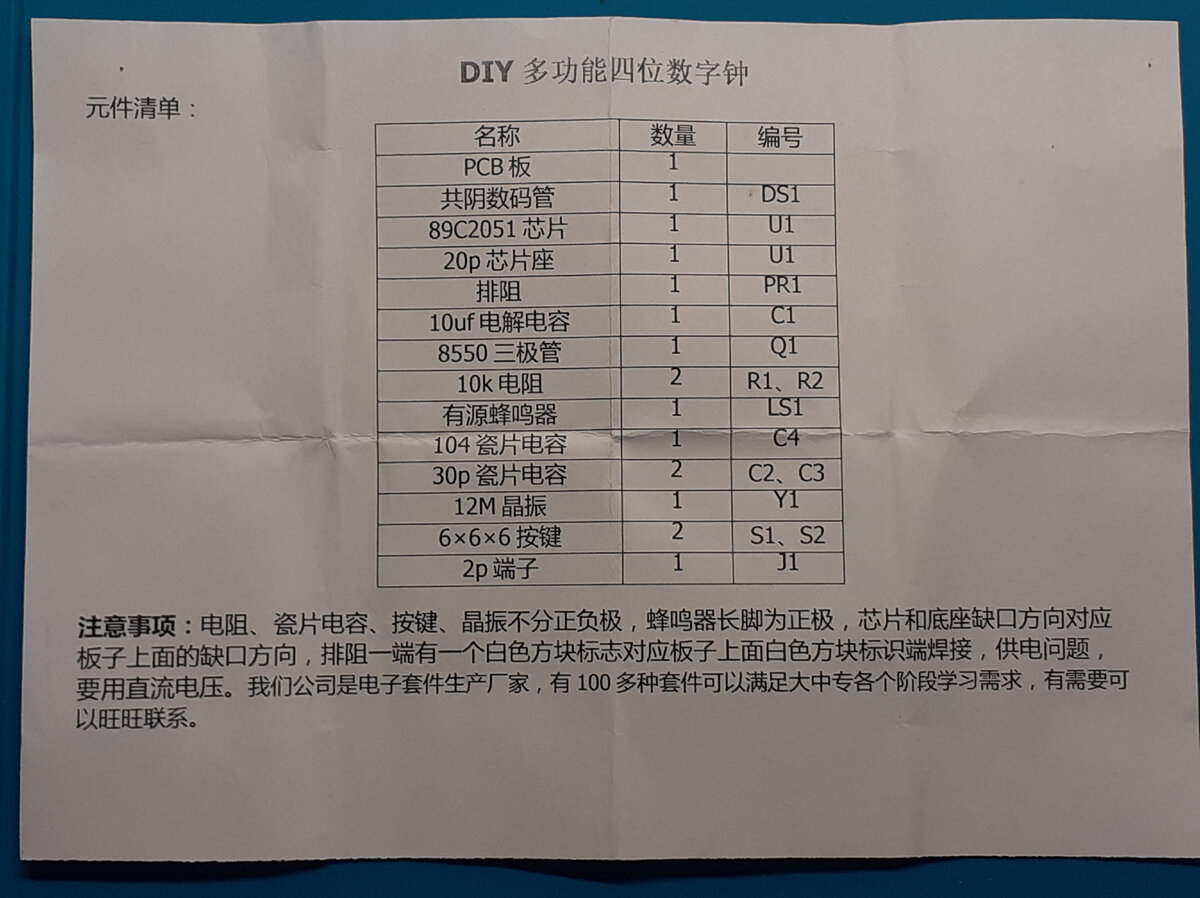 DIY 多功能四位数字钟
元件清单：
名称 数量 编号
PCB 板 1
共阴数码管 1 DS1
89C2051 芯片 1 U1
20p 芯片座 1 U1
排阻 1 PR1
10uf 电解电容 1 C1
8550 三极管 1 Q1
10k 电阻 2 R1、R2
有源蜂鸣器 1 LS1
104 瓷片电容 1 C4
30p 瓷片电容 2 C2、C3
12M 晶振 1 Y1
6×6×6 按键 2 S1、S2
2p 端子 1 J1
注意事项：电阻、瓷片电容、按键、晶振不分正负极，蜂鸣器长脚为正极，芯片和底座缺口方向对应
板子上面的缺口方向，排阻一端有一个白色方块标志对应板子上面白色方块标识端焊接，供电问题，
要用直流电压。我们公司是电子套件生产厂家，有 100 多种套件可以满足大中专各个阶段学习需求，有需要可
以旺旺联系。